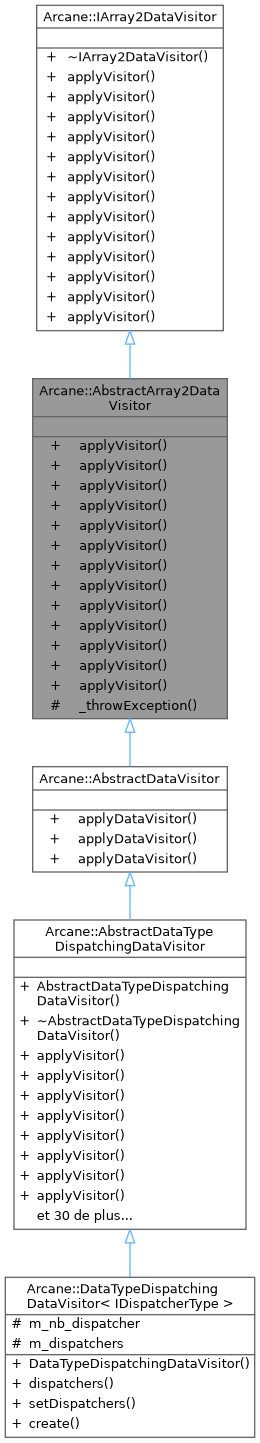 Arcane::IArray2DataVisitor
+ ~IArray2DataVisitor()
+ applyVisitor()
+ applyVisitor()
+ applyVisitor()
+ applyVisitor()
+ applyVisitor()
+ applyVisitor()
+ applyVisitor()
+ applyVisitor()
+ applyVisitor()
+ applyVisitor()
+ applyVisitor()
+ applyVisitor()
+ applyVisitor()
Arcane::AbstractArray2Data
Visitor
+ applyVisitor()
+ applyVisitor()
+ applyVisitor()
+ applyVisitor()
+ applyVisitor()
+ applyVisitor()
+ applyVisitor()
+ applyVisitor()
+ applyVisitor()
+ applyVisitor()
+ applyVisitor()
+ applyVisitor()
+ applyVisitor()
# _throwException()
Arcane::AbstractDataVisitor
+ applyDataVisitor()
+ applyDataVisitor()
+ applyDataVisitor()
Arcane::AbstractDataType
DispatchingDataVisitor
+ AbstractDataTypeDispatching
DataVisitor()
+ ~AbstractDataTypeDispatching
DataVisitor()
+ applyVisitor()
+ applyVisitor()
+ applyVisitor()
+ applyVisitor()
+ applyVisitor()
+ applyVisitor()
+ applyVisitor()
+ applyVisitor()
et 30 de plus...
Arcane::DataTypeDispatching
DataVisitor< IDispatcherType >
# m_nb_dispatcher
# m_dispatchers
+ DataTypeDispatchingDataVisitor()
+ dispatchers()
+ setDispatchers()
+ create()